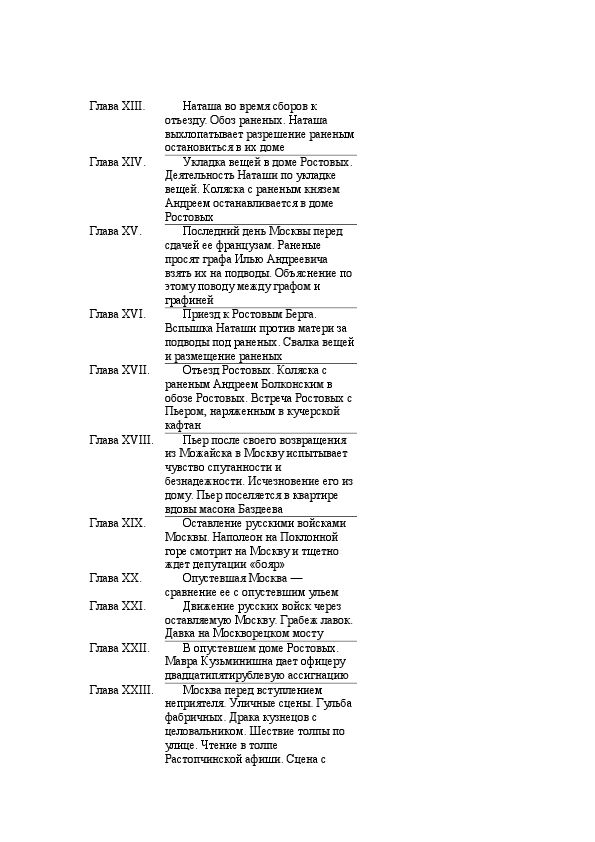 Глава XIII. Наташа во время сборов к
отъезду. Обоз раненых. Наташа
выхлопатывает разрешение раненым
остановиться в их доме
Глава XIV. Укладка вещей в доме Ростовых.
Деятельность Наташи по укладке
вещей. Коляска с раненым князем
Андреем останавливается в доме
Ростовых
Глава XV. Последний день Москвы перед
сдачей ее французам. Раненые
просят графа Илью Андреевича
взять их на подводы. Объяснение по
этому поводу между графом и
графиней
Глава XVI. Приезд к Ростовым Берга.
Вспышка Наташи против матери за
подводы под раненых. Свалка вещей
и размещение раненых
Глава XVII. Отъезд Ростовых. Коляска с
раненым Андреем Болконским в
обозе Ростовых. Встреча Ростовых с
Пьером, наряженным в кучерской
кафтан
Глава XVIII. Пьер после своего возвращения
из Можайска в Москву испытывает
чувство спутанности и
безнадежности. Исчезновение его из
дому. Пьер поселяется в квартире
вдовы масона Баздеева
Глава XIX. Оставление русскими войсками
Москвы. Наполеон на Поклонной
горе смотрит на Москву и тщетно
ждет депутации «бояр»
Глава XX. Опустевшая Москва —
сравнение ее с опустевшим ульем
Глава XXI. Движение русских войск через
оставляемую Москву. Грабеж лавок.
Давка на Москворецком мосту
Глава XXII. В опустевшем доме Ростовых.
Мавра Кузьминишна дает офицеру
двадцатипятирублевую ассигнацию
Глава XXIII. Москва перед вступлением
неприятеля. Уличные сцены. Гульба
фабричных. Драка кузнецов с
целовальником. Шествие толпы по
улице. Чтение в толпе
Растопчинской афиши. Сцена с